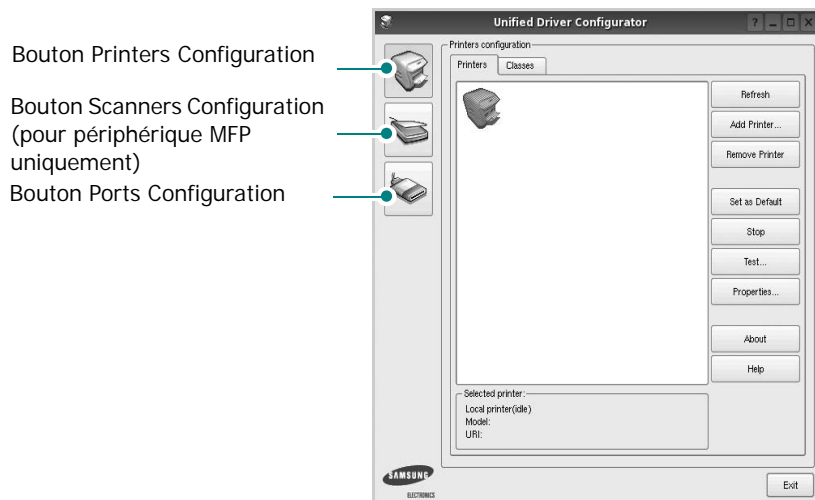 Unified Driver Configurator
?
Bouton Printers Configuration
Bouton Scanners Configuration
(pour périphérique MFP
uniquement)
Bouton Ports Configuration
Printers configuration
Printers
Classes
Refresh
Add Printer...
Remove Printer
Set as Default
Stop
Test...
Properties...
About
Help
Selected printer:
Local printer(idle)
Model:
URI:
SAMSUNG
ELECTRONICS
Exit